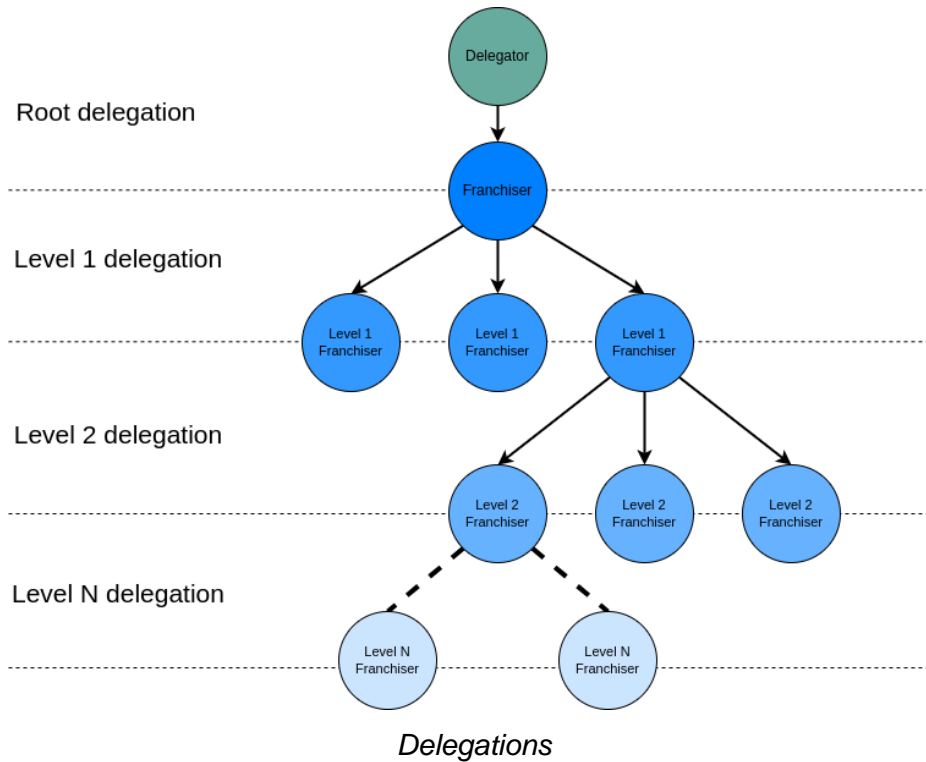 Delegator
Root delegation
Franchiser
Level 1 delegation
Level 1
Franchiser
Level 1
Franchiser
Level 1
Franchiser
Level 2 delegation
Level 2
Franchiser
Level 2
Franchiser
Level 2
Franchiser
Level N delegation
Level N
Franchiser
Level N
Franchiser
Delegations